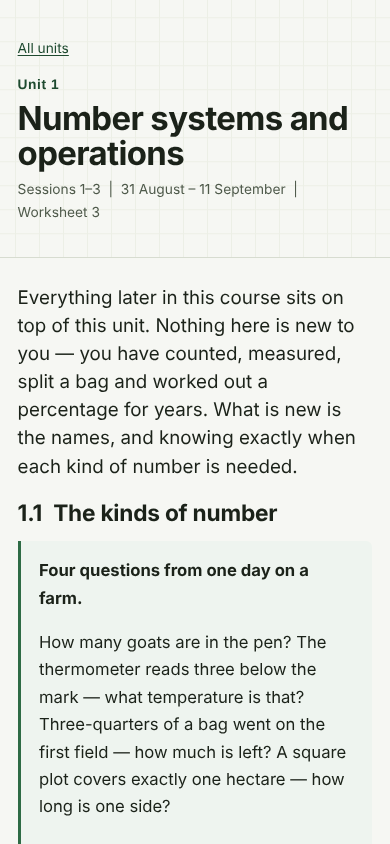 All units
Unit 1
Number systems and
operations
Sessions 1–3 | 31 August – 11 September |
Worksheet 3
Everything later in this course sits on
top of this unit. Nothing here is new to
you — you have counted, measured,
split a bag and worked out a
percentage for years. What is new is
the names, and knowing exactly when
each kind of number is needed.
1.1 The kinds of number
Four questions from one day on a
farm.
How many goats are in the pen? The
thermometer reads three below the
mark — what temperature is that?
Three-quarters of a bag went on the
first field — how much is left? A square
plot covers exactly one hectare — how
long is one side?